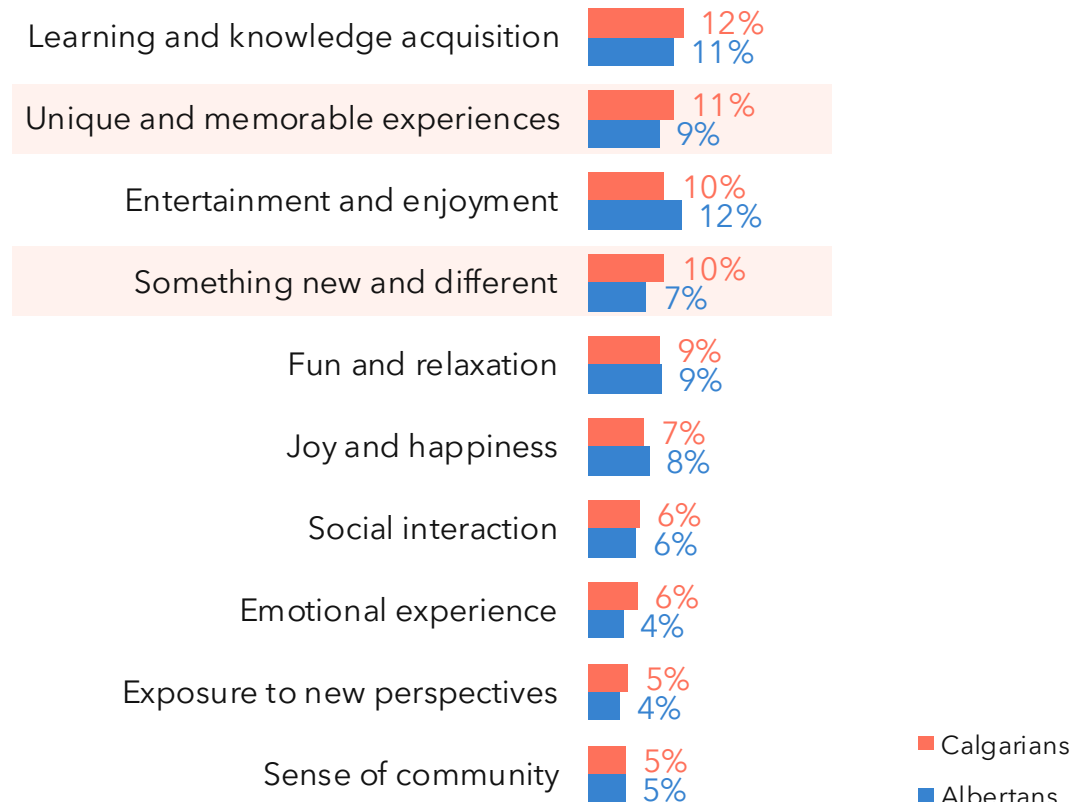 Learning and knowledge acquisition
12%
11%
Unique and memorable experiences
11%
9%
Entertainment and enjoyment
10%
12%
Something new and different
10%
7%
Fun and relaxation
9%
9%
Joy and happiness
7%
8%
Social interaction
6%
6%
Emotional experience
6%
4%
Exposure to new perspectives
5%
4%
Sense of community
5%
5%
Calgarians
Albertans